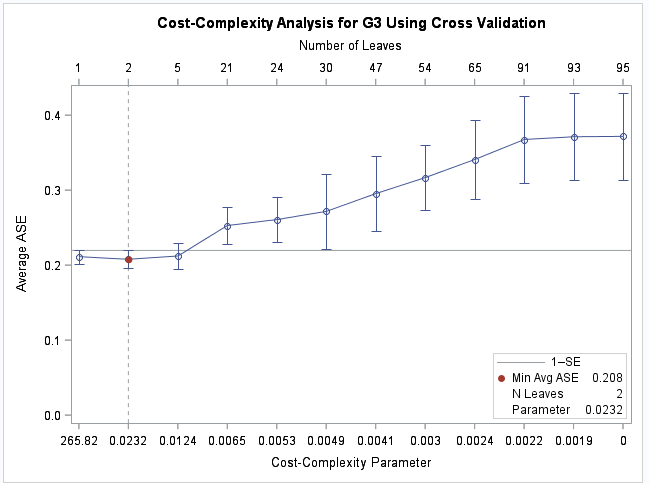 Cost-Complexity Analysis for G3 Using Cross Validation
Number of Leaves
1 2 5 21 24 30 47 54 65 91 93 95
0.4
0.3
0.2
0.1
0.0
Average ASE
1-SE
Min Avg ASE 0.208
N Leaves 2
Parameter 0.0232
265.82 0.0232 0.0124 0.0065 0.0053 0.0049 0.0041 0.003 0.0024 0.0022 0.0019 0
Cost-Complexity Parameter